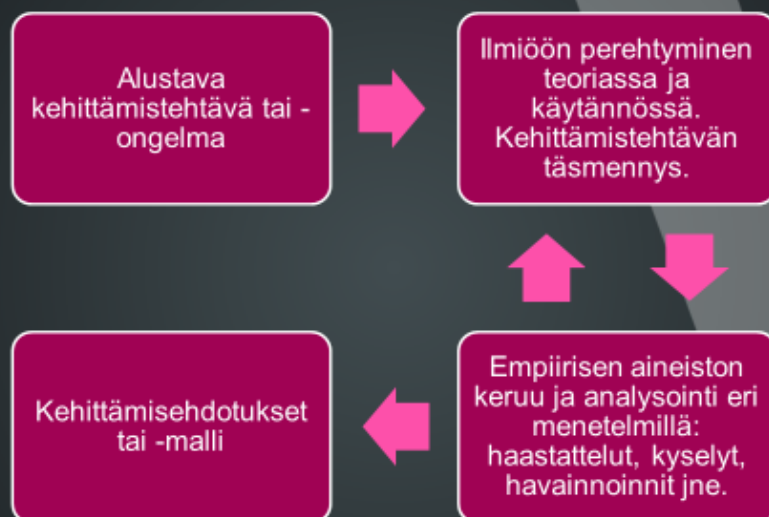 Alustava
kehittämistehtävä tai -
ongelma
Ilmiöön perehtyminen
teoriassa ja
käytännössä.
Kehittämistehtävän
täsmennys.
Empiirisen aineiston
keruu ja analysointi eri
menetelmillä:
haastattelut, kyselyt,
havainnoinnit jne.
Kehittämisehdotukset
tai -malli